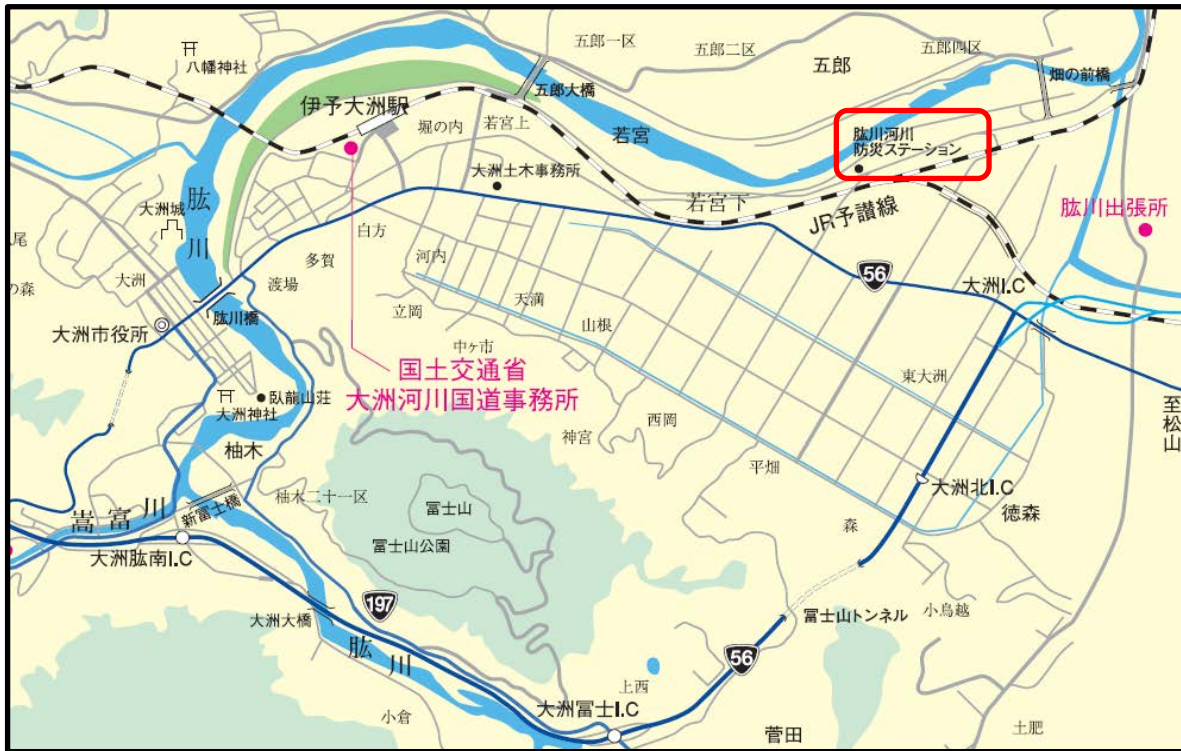 五郎一区
五郎二区
五郎四区
八幡神社
五郎
畑の前橋
五郎大橋
伊予大洲駅
堀の内
若宮上
若宮
肱川河川
防災ステーション
大洲土木事務所
肱川
大洲城
若宮下
JR予讃線
肱川出張所
尾
白方
多賀
河内
56
大洲
渡場
大洲I.C
の森
立岡
天満
肱川橋
山根
大洲市役所
中ヶ市
国土交通省
大洲河川国道事務所
東大洲
至松山
臥龍山荘
大洲神社
西岡
神宮
柚木
平畑
大洲北I.C
柚木二十一区
冨士山
徳森
嵩富川
新冨士橋
森
冨士山公園
大洲肱南I.C
197
小鳥越
冨士山トンネル
大洲大橋
肱川
56
上西
小倉
大洲冨士I.C
菅田
土肥